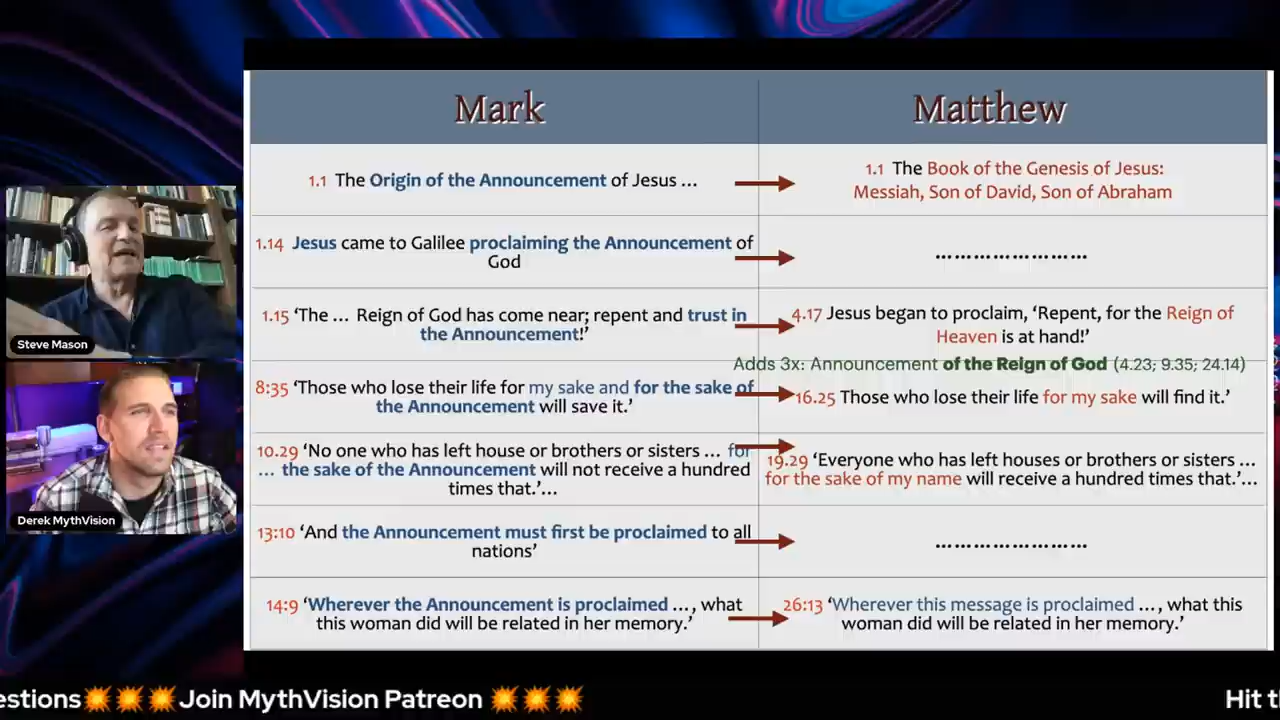 Mark
Matthew
1.1 The Origin of the Announcement of Jesus ...
1.1 The Book of the Genesis of Jesus:
Messiah, Son of David, Son of Abraham
1.14 Jesus came to Galilee proclaiming the Announcement of
God
........................
1.15 ‘The ... Reign of God has come near; repent and trust in
the Announcement!’
4.17 Jesus began to proclaim, ‘Repent, for the Reign of
Heaven is at hand!’
Adds 3x: Announcement of the Reign of God (4.23; 9.35; 24.14)
8:35 ‘Those who lose their life for my sake and for the sake of
the Announcement will save it.’
16.25 Those who lose their life for my sake will find it.’
10.29 ‘No one who has left house or brothers or sisters ... for
... the sake of the Announcement will not receive a hundred
times that.’...
19.29 ‘Everyone who has left houses or brothers or sisters ...
for the sake of my name will receive a hundred times that.’...
13:10 ‘And the Announcement must first be proclaimed to all
nations’
........................
14:9 ‘Wherever the Announcement is proclaimed ..., what
this woman did will be related in her memory.’
26:13 ‘Wherever this message is proclaimed ..., what this
woman did will be related in her memory.’
Steve Mason
Derek MythVision
estions💥💥💥Join MythVision Patreon 💥💥💥
Hit t